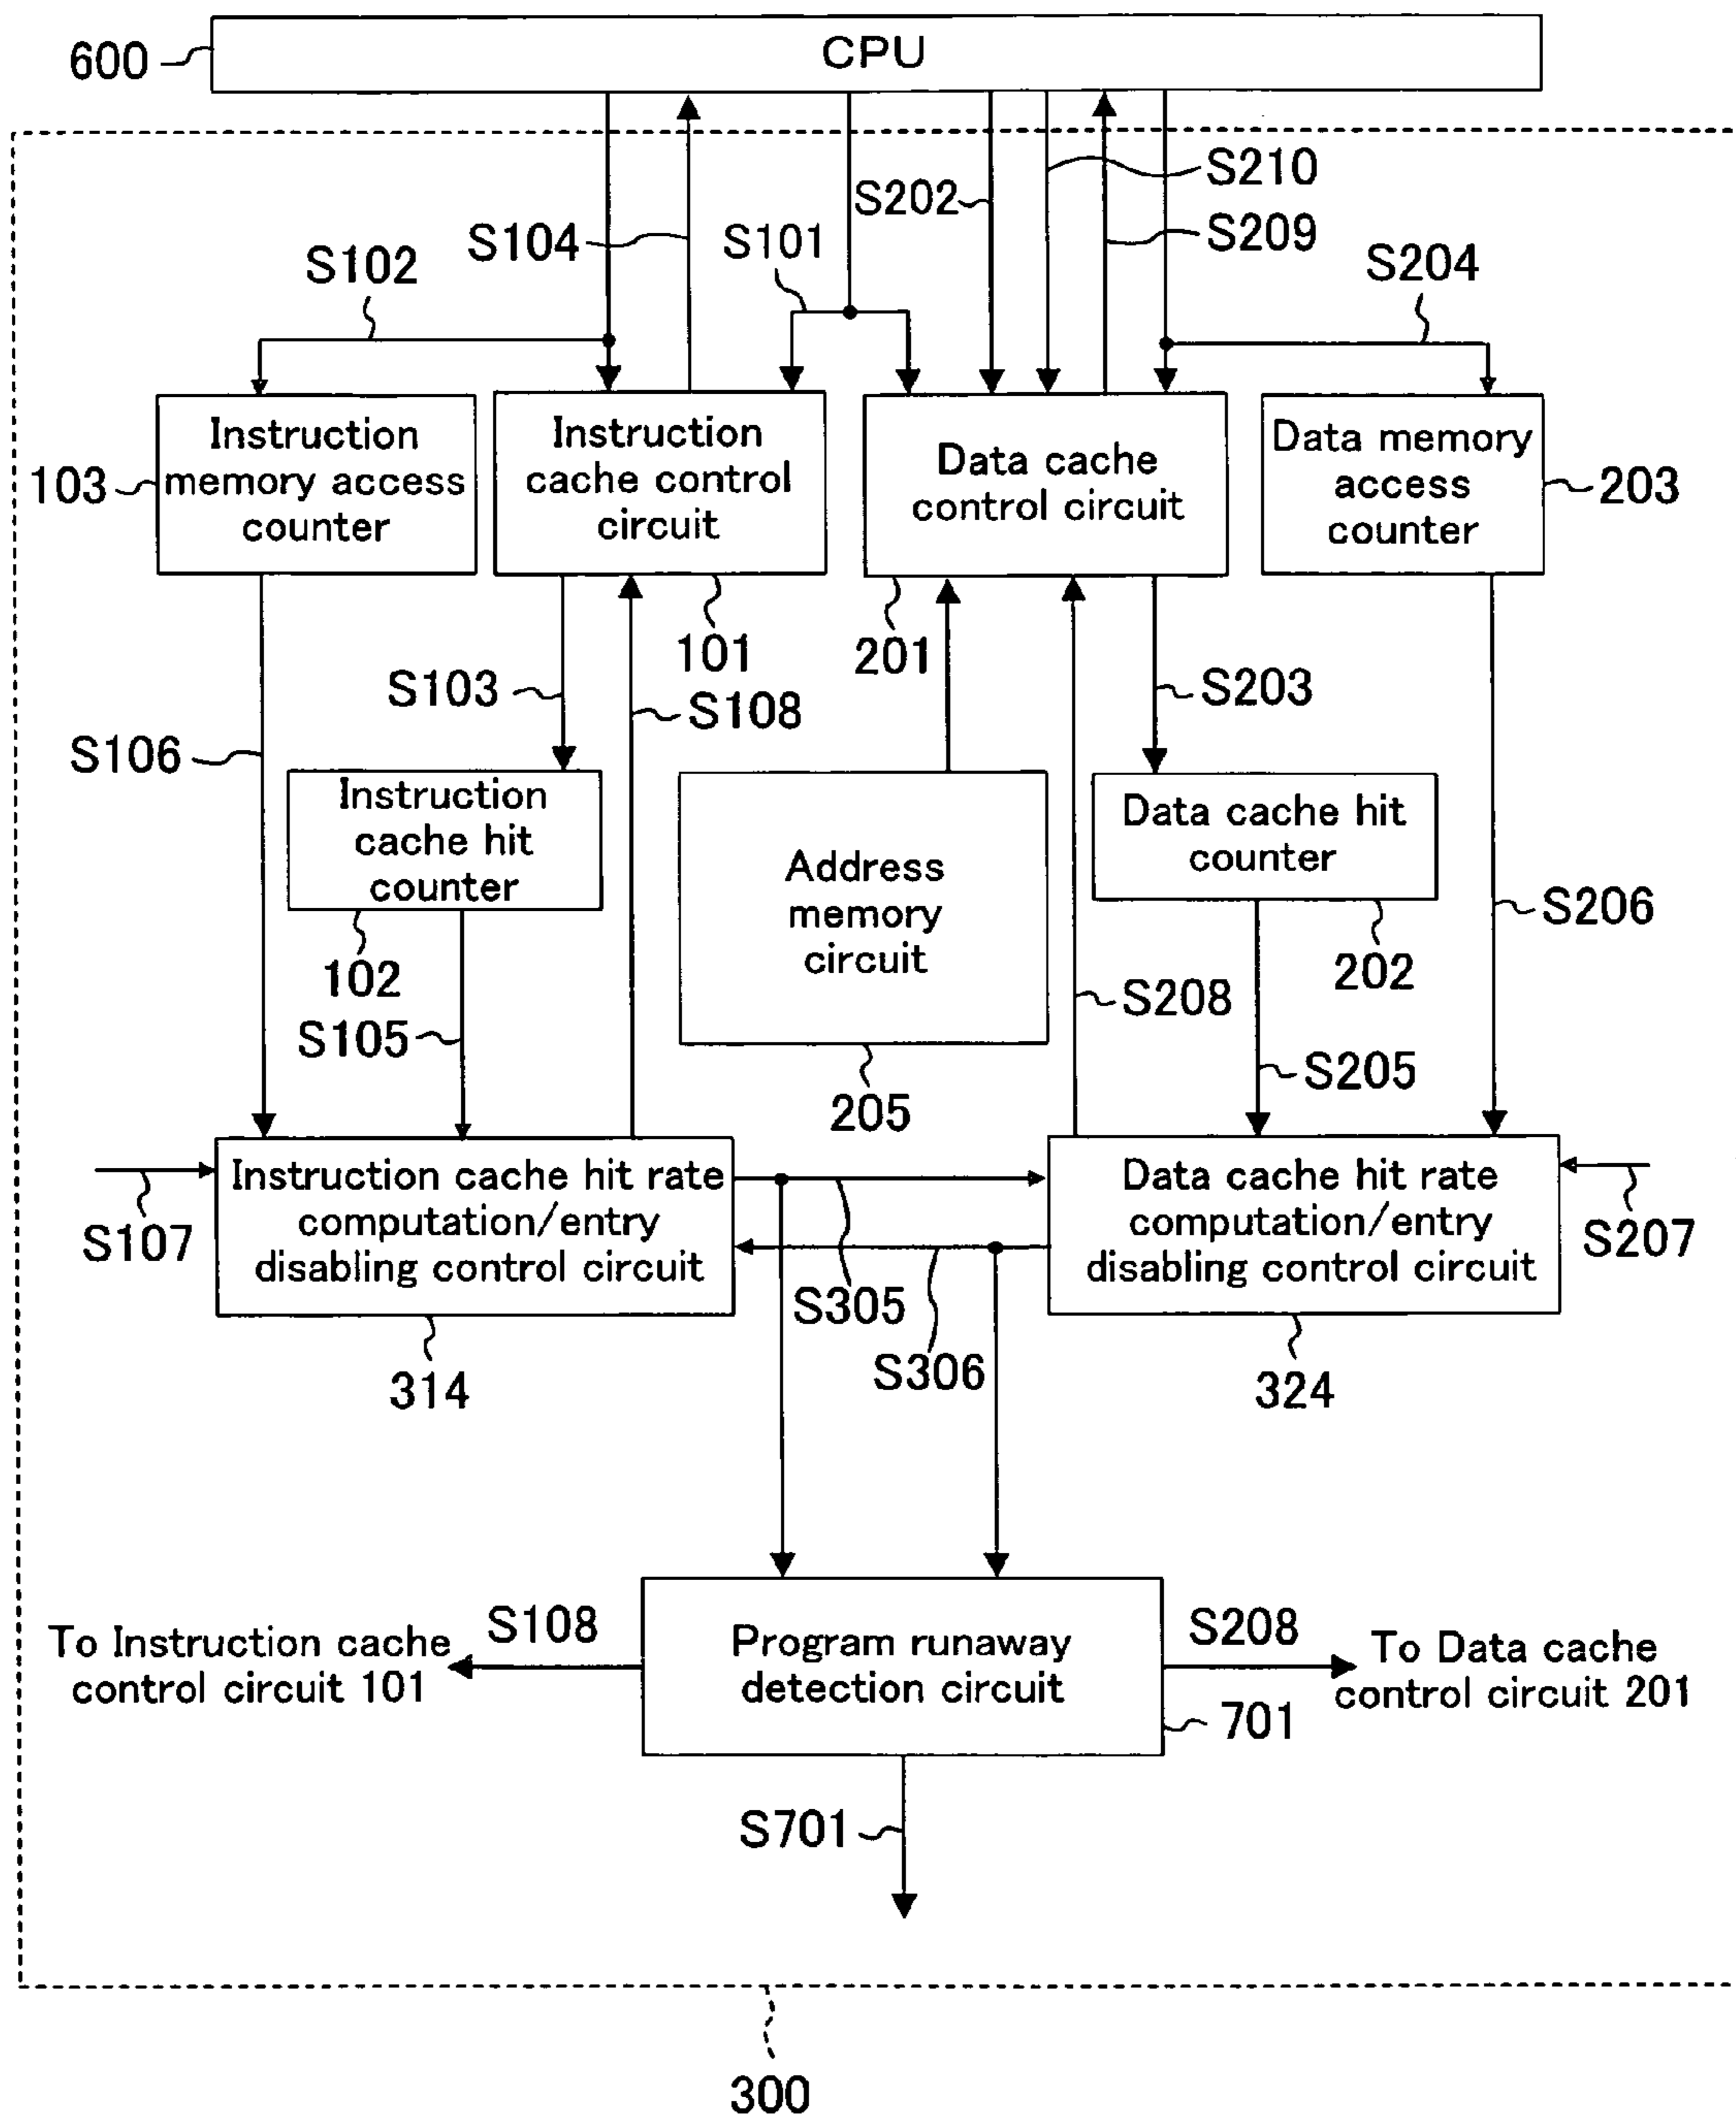 CPU
600
S210
S202
S209
S104
S101
S102
S204
Instruction
memory access
counter
103
Instruction
cache control
circuit
Data cache
control circuit
Data memory
access
counter
203
101
201
S103
S108
S203
S106
Instruction
cache hit
counter
Address
memory
circuit
Data cache hit
counter
S206
102
202
S208
S105
S205
205
Instruction cache hit rate
computation/entry
disabling control circuit
Data cache hit rate
computation/entry
disabling control circuit
S107
S207
S305
S306
314
324
S108
S208
To Instruction cache
control circuit 101
Program runaway
detection circuit
To Data cache
control circuit 201
701
S701
300